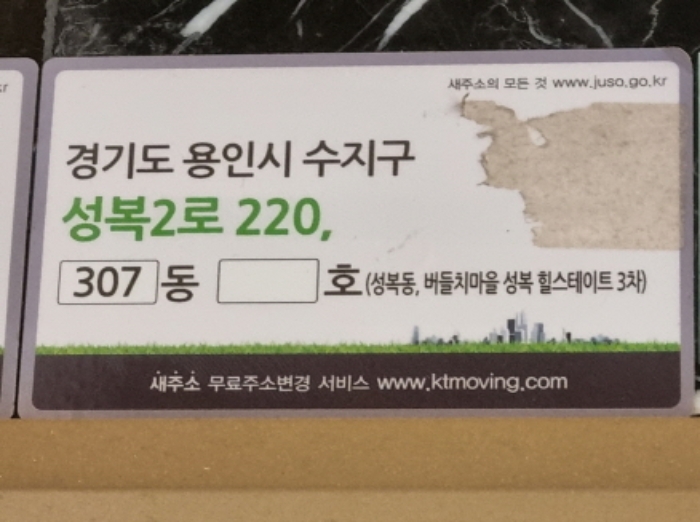 새주소의 모든 것 www.juso.go.kr
경기도 용인시 수지구
성복2로 220,
307 동 호 (성복동, 버들치마을 성복 힐스테이트 3차)
새주소 무료주소변경 서비스 www.ktmoving.com